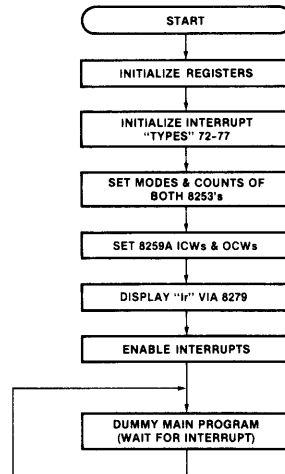 START
INITIALIZE REGISTERS
INITIALIZE INTERRUPT
"TYPES" 72-77
SET MODES & COUNTS OF
BOTH 8253's
SET 8259A ICWs & OCWs
DISPLAY "Ir" VIA 8279
ENABLE INTERRUPTS
DUMMY MAIN PROGRAM
(WAIT FOR INTERRUPT)